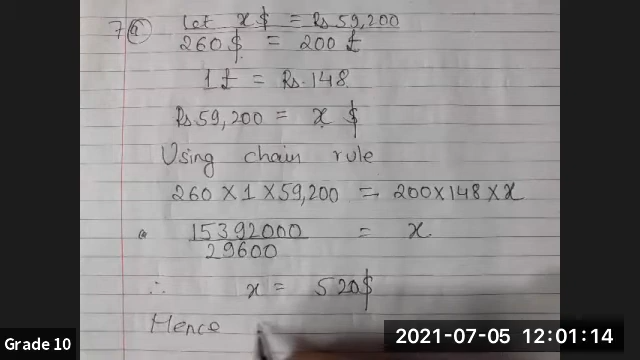 7 a) Let x $ = Rs 59,200
260 $ = 200 £
1 £ = Rs. 148
Rs 59,200 = x $
Using chain rule
260 × 1 × 59,200 = 200 × 148 × x
15392000 = x
29600
∴ x = 520$
Hence
Grade 10
2021-07-05 12:01:14